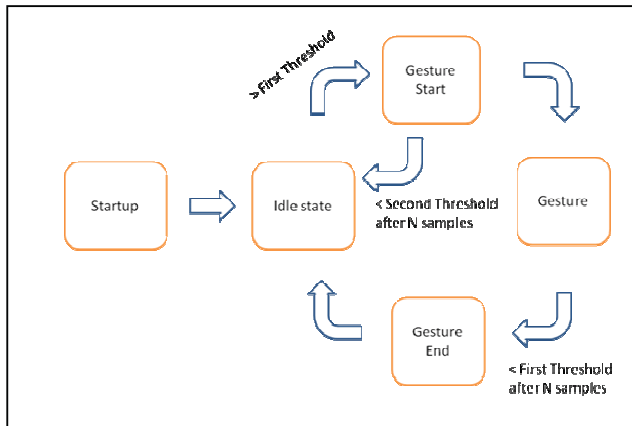 > First Threshold
Gesture
Start
Startup
Idle state
< Second Threshold
after N samples
Gesture
Gesture
End
< First Threshold
after N samples